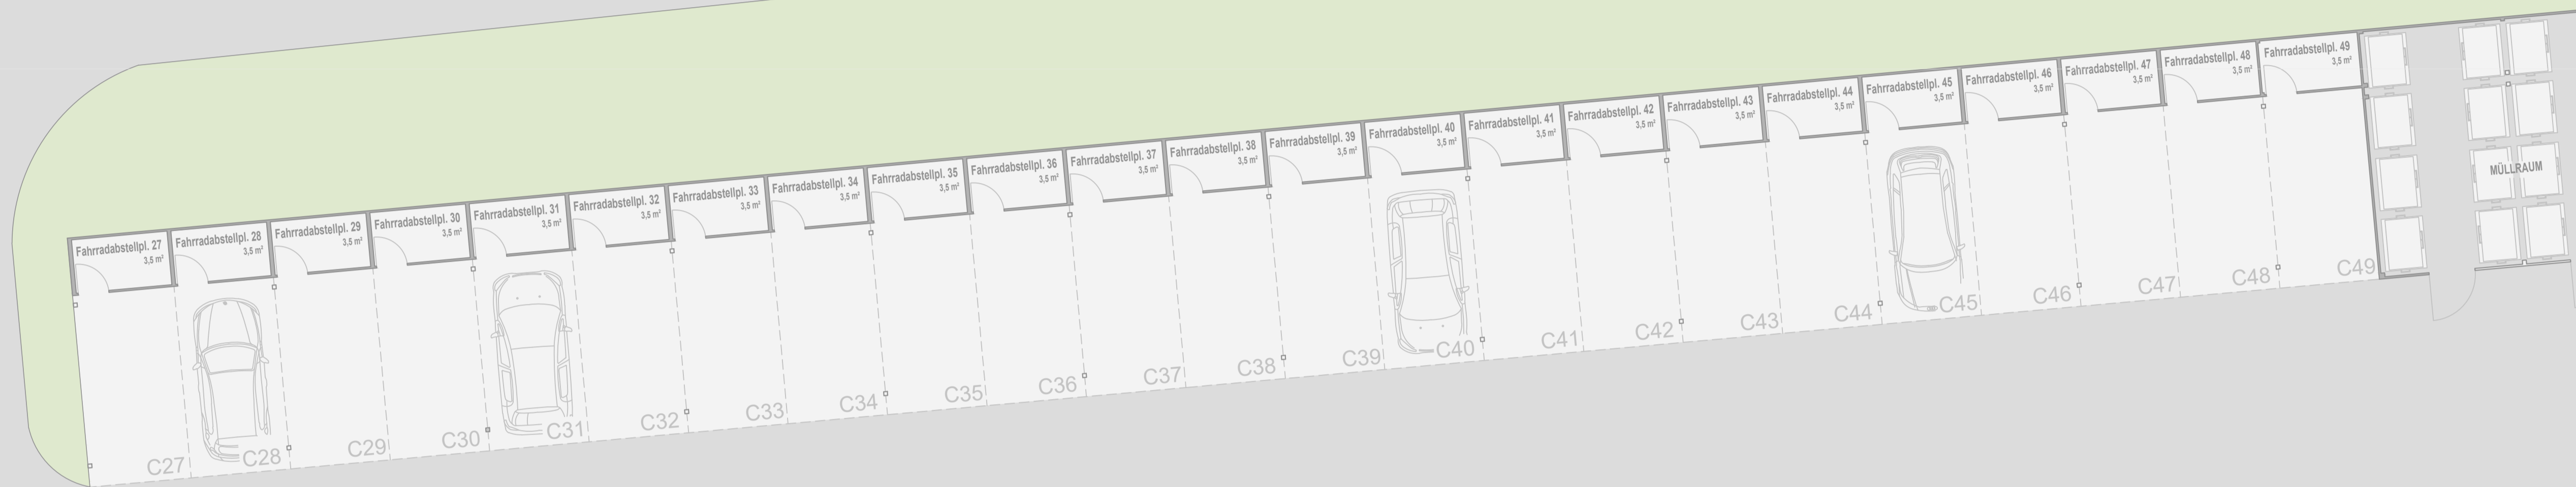 Fahrradabstellpl. 27
3,5 m²
Fahrradabstellpl. 28
3,5 m²
Fahrradabstellpl. 29
3,5 m²
Fahrradabstellpl. 30
3,5 m²
Fahrradabstellpl. 31
3,5 m²
Fahrradabstellpl. 32
3,5 m²
Fahrradabstellpl. 33
3,5 m²
Fahrradabstellpl. 34
3,5 m²
Fahrradabstellpl. 35
3,5 m²
Fahrradabstellpl. 36
3,5 m²
Fahrradabstellpl. 37
3,5 m²
Fahrradabstellpl. 38
3,5 m²
Fahrradabstellpl. 39
3,5 m²
Fahrradabstellpl. 40
3,5 m²
Fahrradabstellpl. 41
3,5 m²
Fahrradabstellpl. 42
3,5 m²
Fahrradabstellpl. 43
3,5 m²
Fahrradabstellpl. 44
3,5 m²
Fahrradabstellpl. 45
3,5 m²
Fahrradabstellpl. 46
3,5 m²
Fahrradabstellpl. 47
3,5 m²
Fahrradabstellpl. 48
3,5 m²
Fahrradabstellpl. 49
3,5 m²
MÜLLRAUM
C27
C28
C29
C30
C31
C32
C33
C34
C35
C36
C37
C38
C39
C40
C41
C42
C43
C44
C45
C46
C47
C48
C49